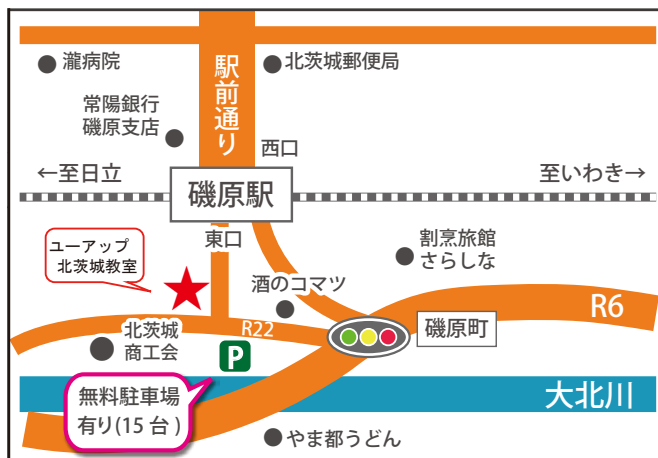 瀧病院
北茨城郵便局
駅前通り
常陽銀行
磯原支店
西口
←至日立
至いわき→
磯原駅
東口
ユーアップ
北茨城教室
割烹旅館
さらしな
酒のコマツ
R6
R22
磯原町
北茨城
商工会
P
大北川
無料駐車場
有り(15台)
やま都うどん